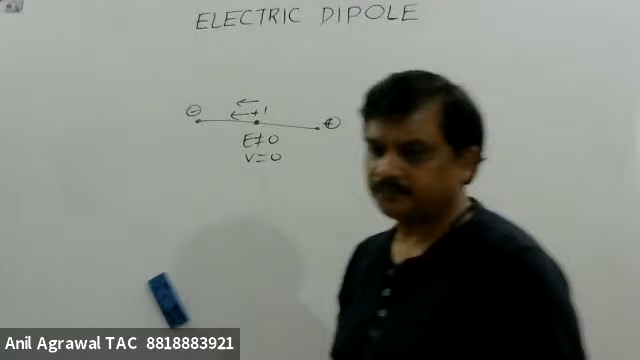 ELECTRIC DIPOLE
- +1 +
E≠0
V=0
Anil Agrawal TAC 8818883921